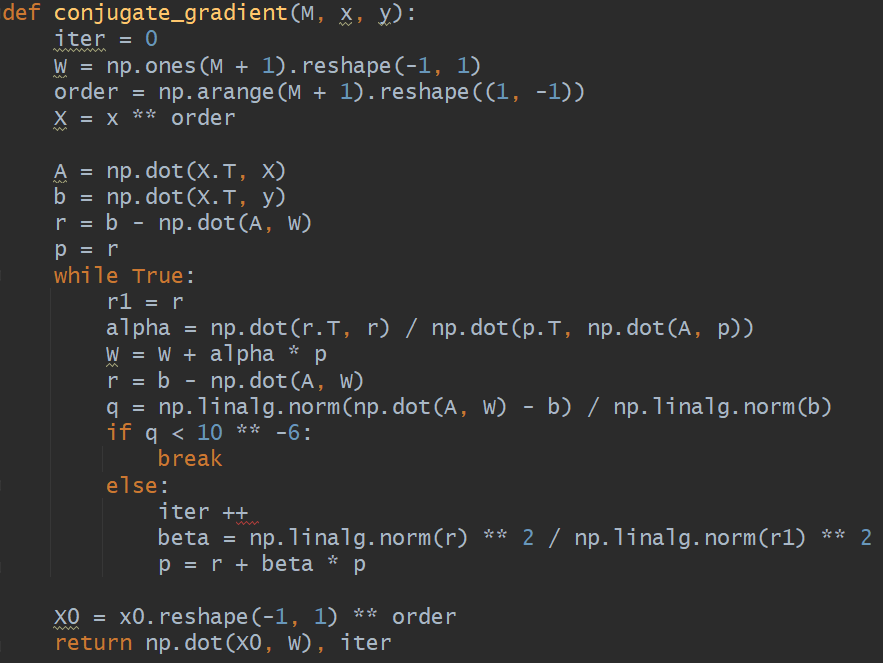 def conjugate_gradient(M, x, y):
    iter = 0
    W = np.ones(M + 1).reshape(-1, 1)
    order = np.arange(M + 1).reshape((1, -1))
    X = x ** order
    A = np.dot(X.T, X)
    b = np.dot(X.T, y)
    r = b - np.dot(A, W)
    p = r
    while True:
        r1 = r
        alpha = np.dot(r.T, r) / np.dot(p.T, np.dot(A, p))
        W = W + alpha * p
        r = b - np.dot(A, W)
        q = np.linalg.norm(np.dot(A, W) - b) / np.linalg.norm(b)
        if q < 10 ** -6:
            break
        else:
            iter ++
            beta = np.linalg.norm(r) ** 2 / np.linalg.norm(r1) ** 2
            p = r + beta * p
    X0 = x0.reshape(-1, 1) ** order
    return np.dot(X0, W), iter